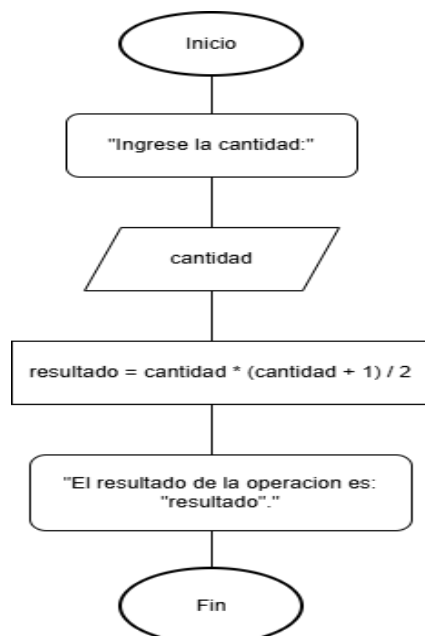 Inicio
"Ingrese la cantidad:"
cantidad
resultado = cantidad * (cantidad + 1) / 2
"El resultado de la operacion es:
"resultado"."
Fin